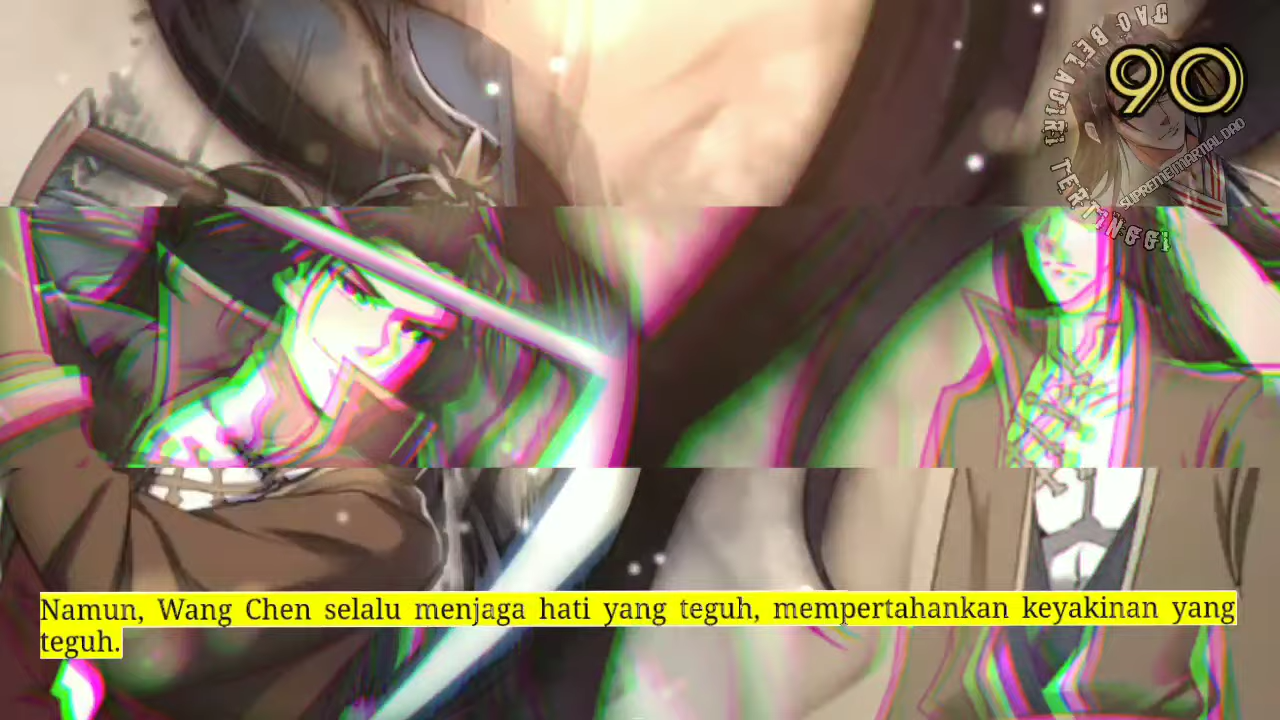 90
DAO BELADIRI TERTINGGI
SUPREME MARTIAL DAO
Namun, Wang Chen selalu menjaga hati yang teguh, mempertahankan keyakinan yang
teguh.